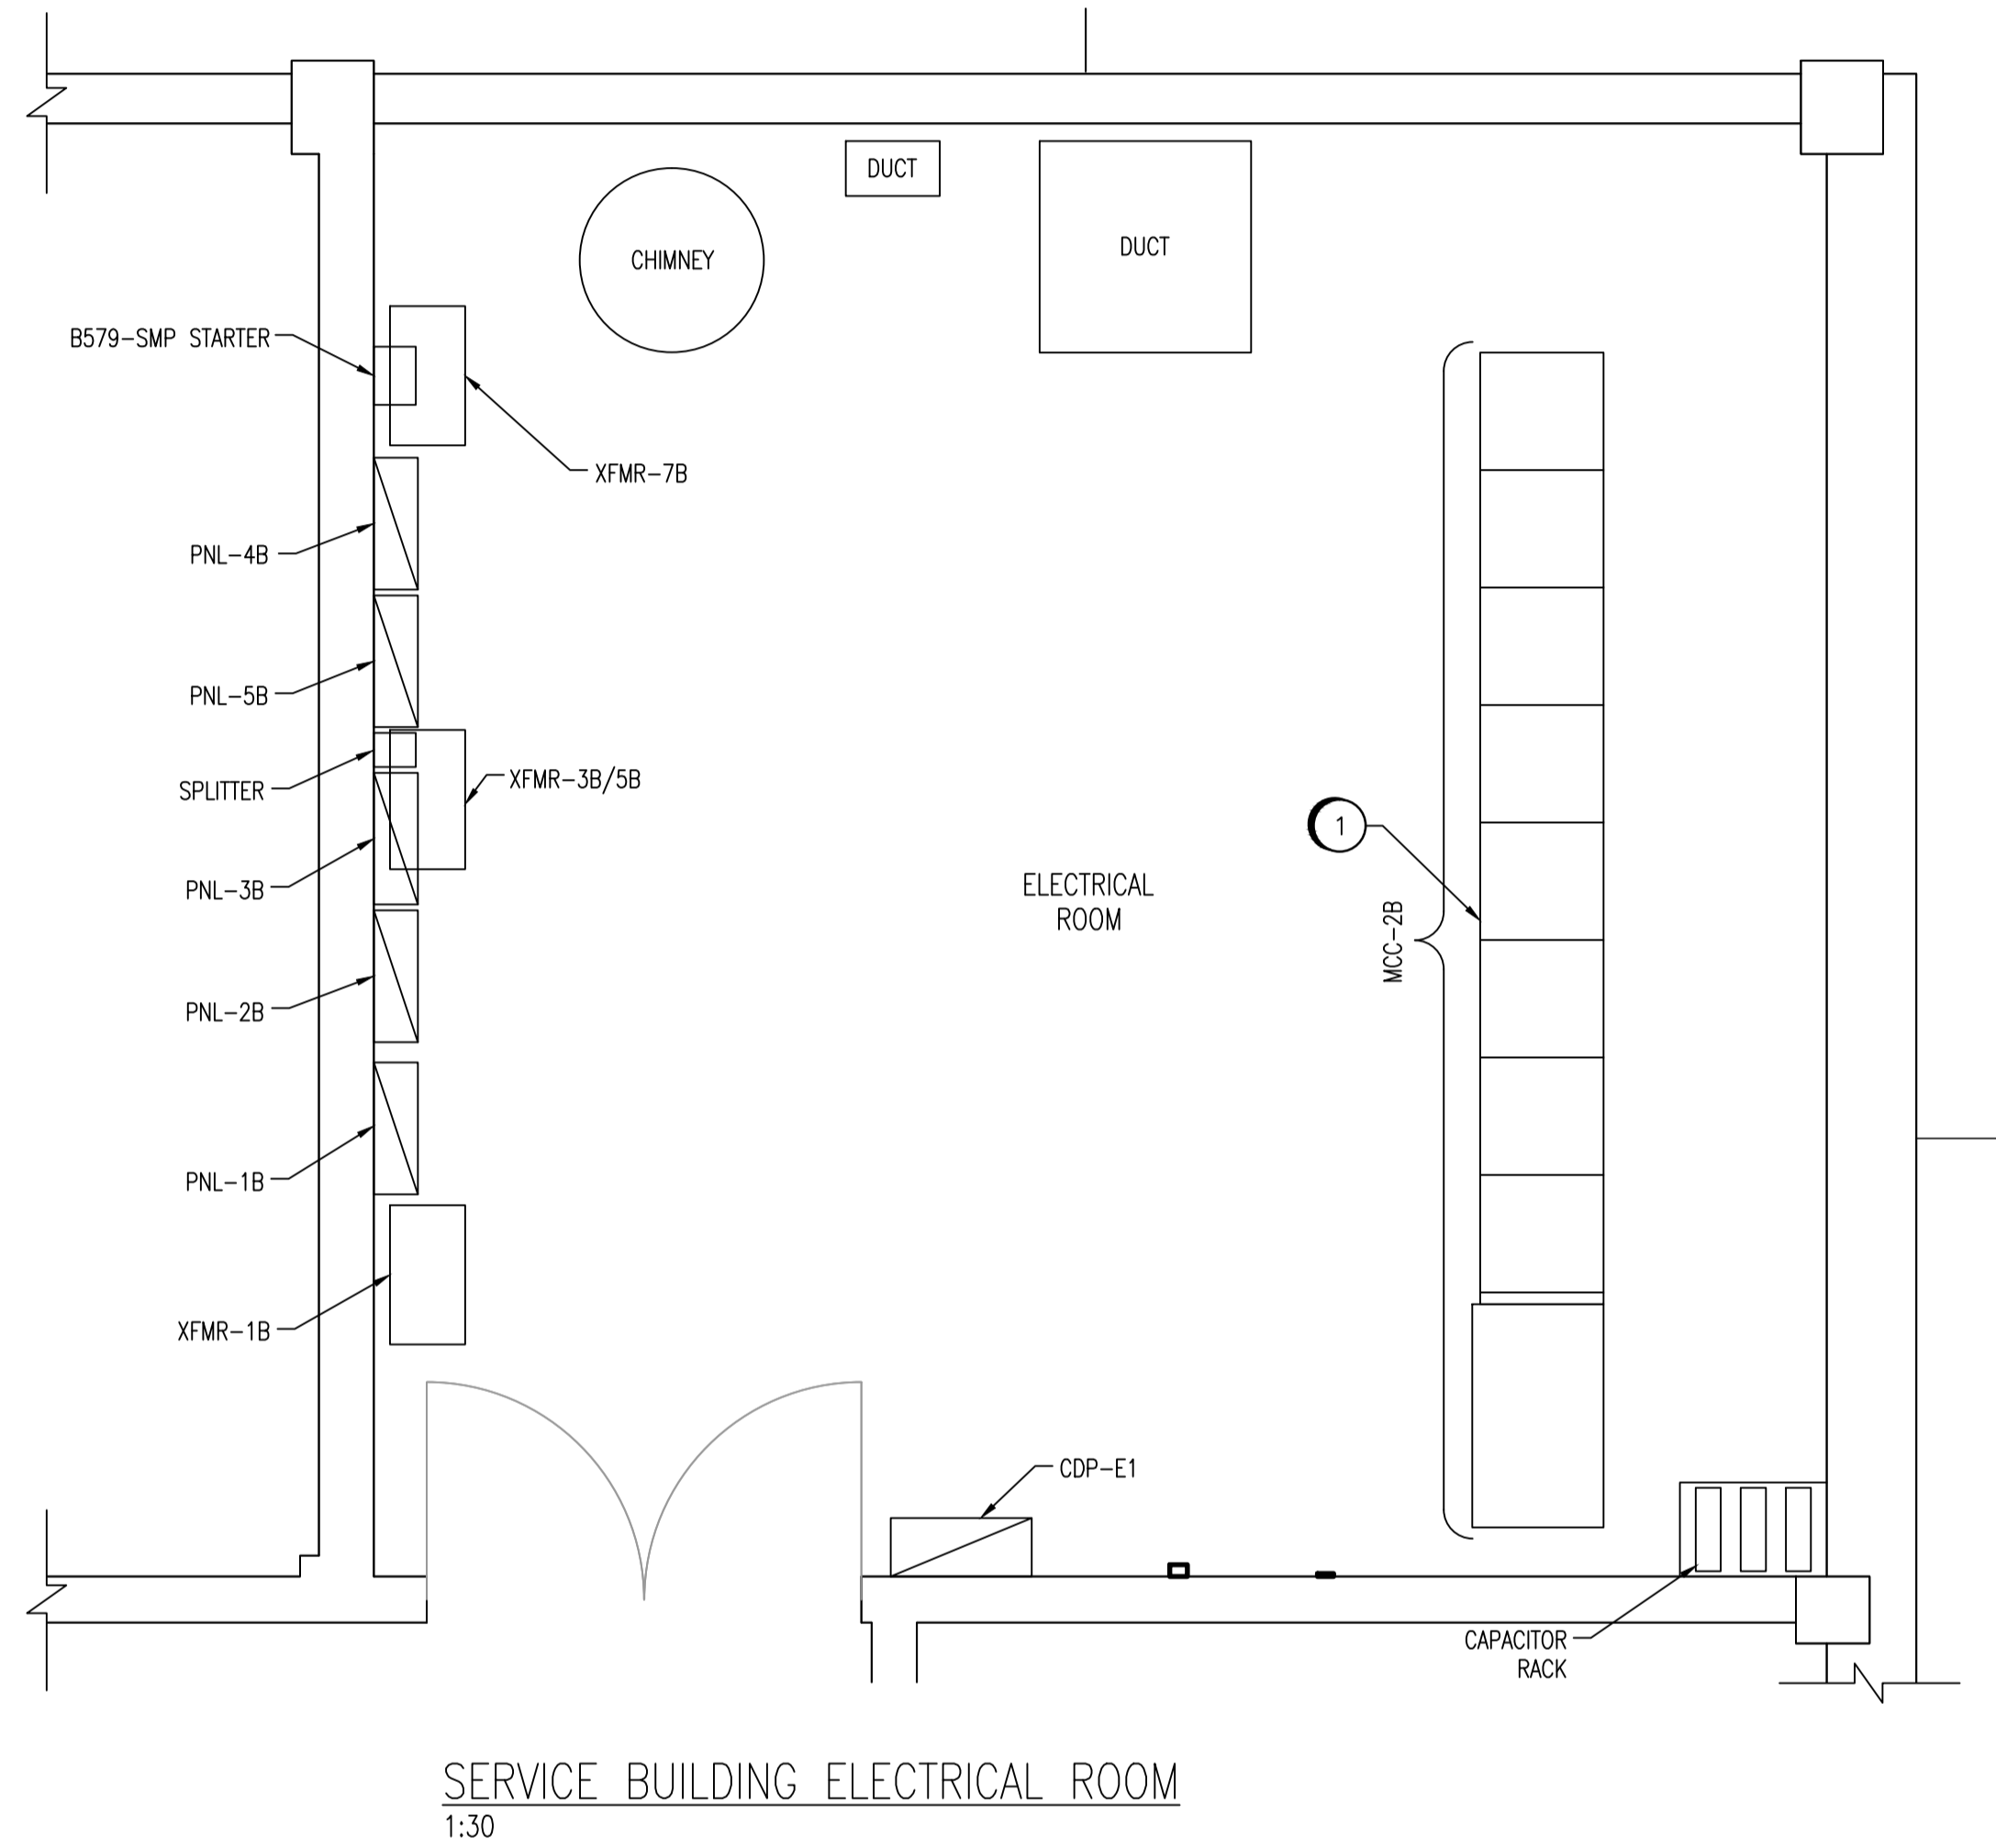 DUCT
CHIMNEY
DUCT
B579-SMP STARTER
XFMR-7B
PNL-4B
PNL-5B
SPLITTER
XFMR-3B/5B
PNL-3B
1
ELECTRICAL
ROOM
MCC-2B
PNL-2B
PNL-1B
XFMR-1B
CDP-E1
CAPACITOR
RACK
SERVICE BUILDING ELECTRICAL ROOM
1:30